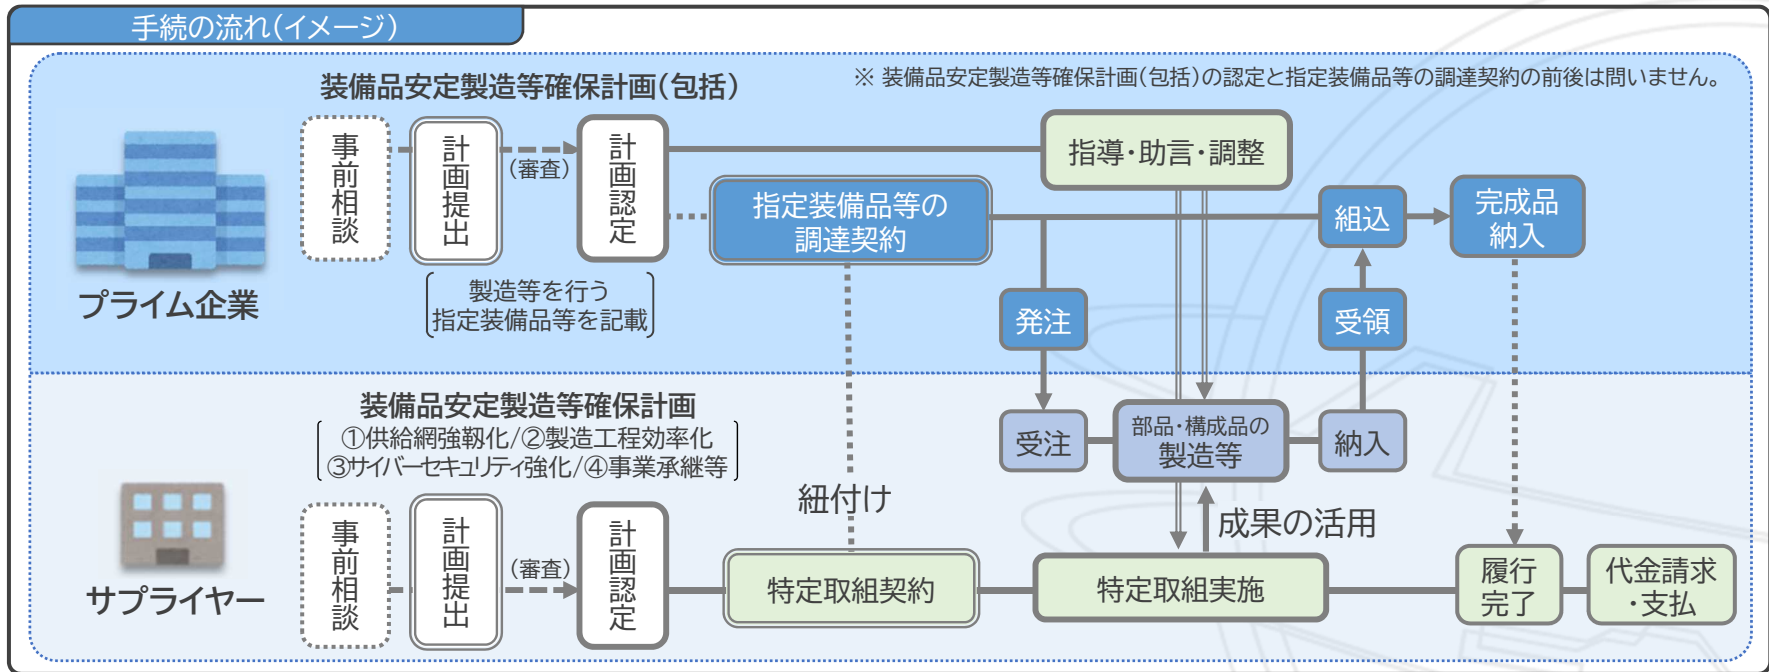 手続の流れ(イメージ)
※ 装備品安定製造等確保計画(包括)の認定と指定装備品等の調達契約の前後は問いません。
装備品安定製造等確保計画(包括)
事前相談
計画提出
(審査)
計画認定
指導・助言・調整
指定装備品等の
調達契約
組込
完成品
納入
製造等を行う
指定装備品等を記載
プライム企業
発注
受領
装備品安定製造等確保計画
①供給網強靱化/②製造工程効率化
③サイバーセキュリティ強化/④事業承継等
受注
部品・構成品の
製造等
納入
紐付け
成果の活用
事前相談
計画提出
(審査)
計画認定
特定取組契約
特定取組実施
履行
完了
代金請求
・支払
サプライヤー